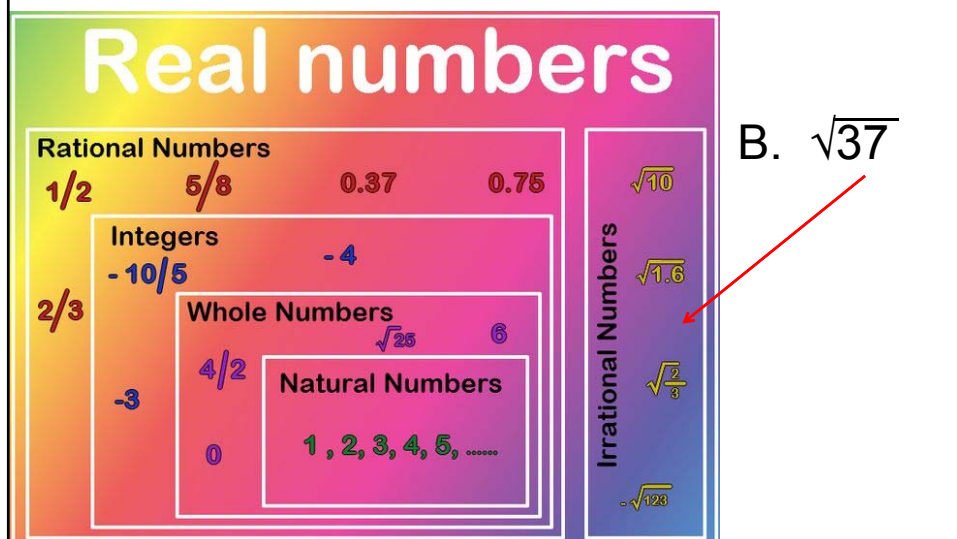 Real numbers
B. √37
Rational Numbers
1/2 5/8 0.37 0.75
Integers
- 10/5 - 4
2/3
Whole Numbers
√25 6
4/2
-3
Natural Numbers
0
1 , 2, 3, 4, 5, ......
Irrational Numbers
√10
√1.6
√2/3
- √123